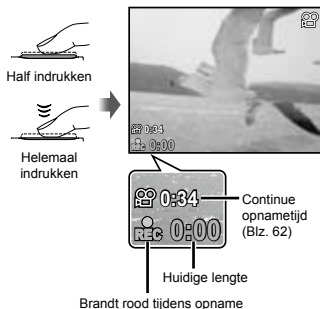 Half indrukken
Helemaal
indrukken
0:34
REC 0:00
0:34
REC 0:00
Continue
opnametijd
(Blz. 62)
Huidige lengte
Brandt rood tijdens opname